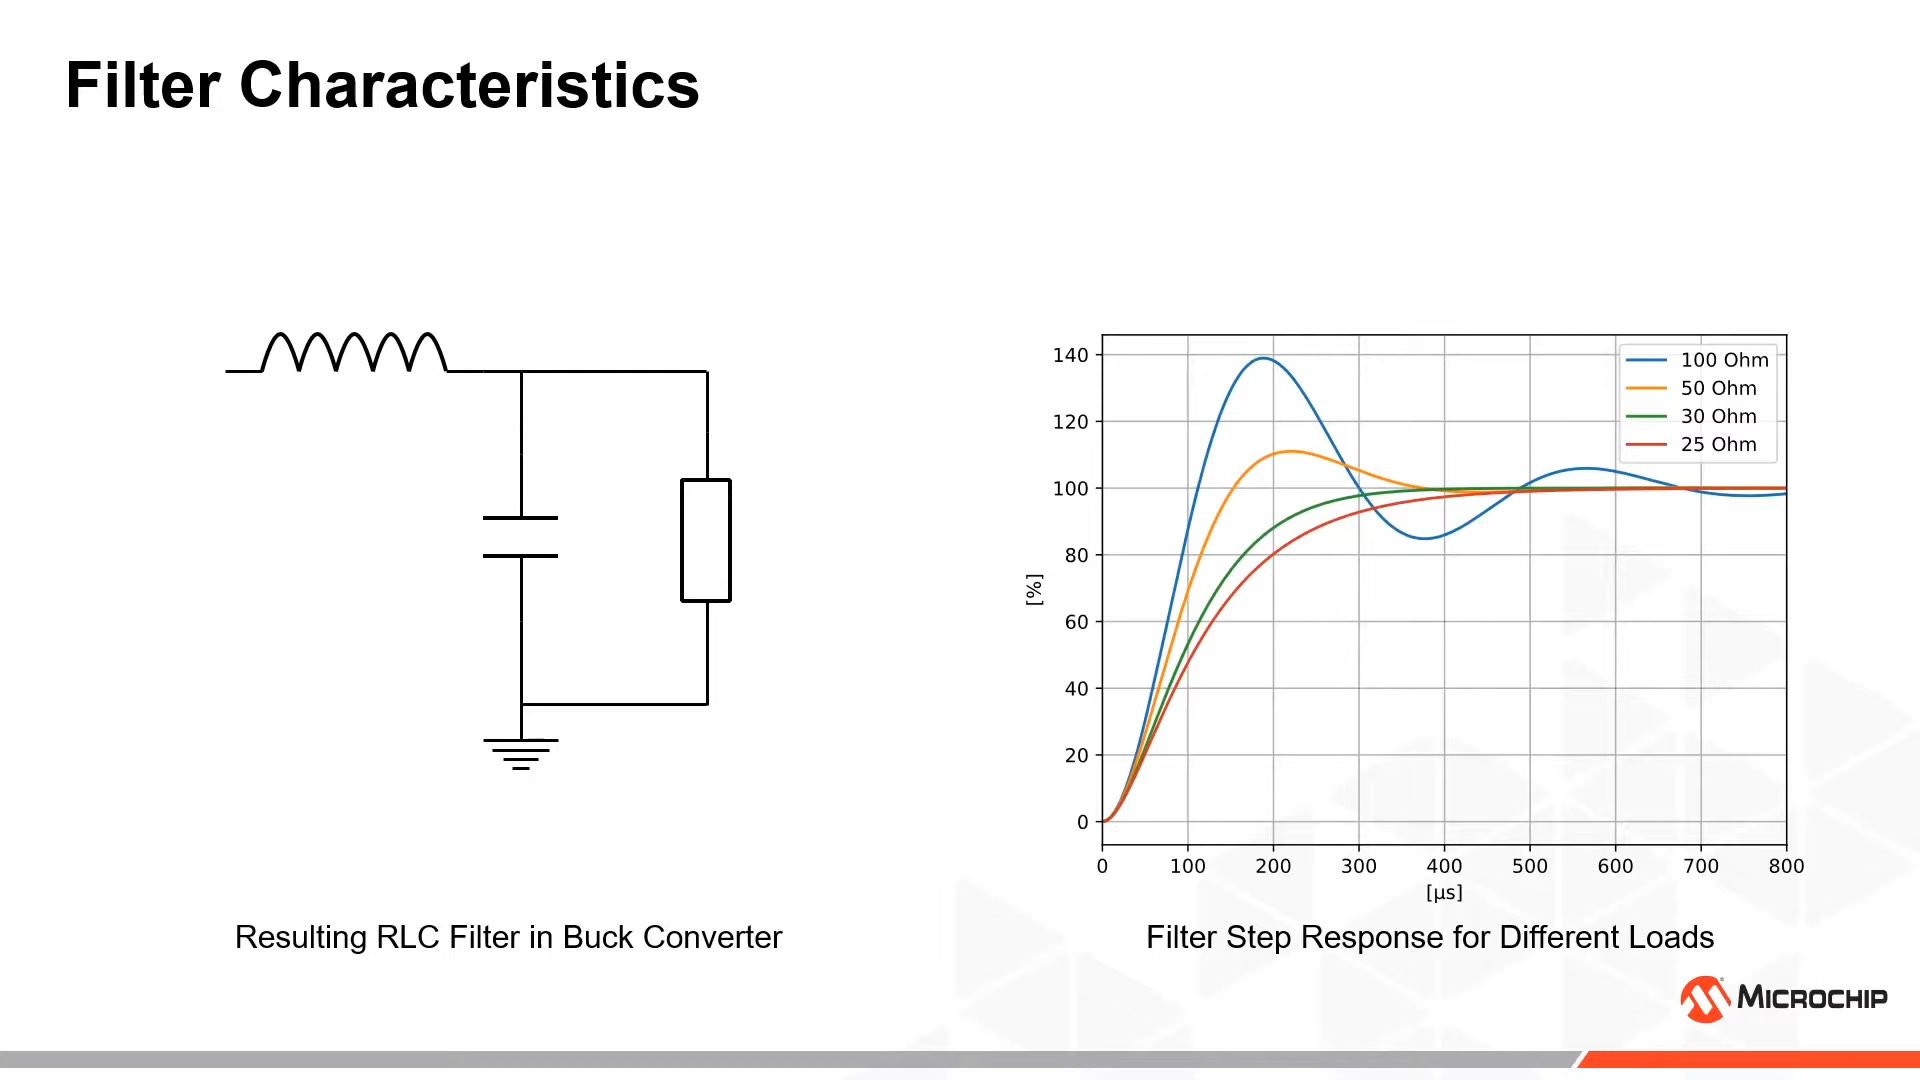 Filter Characteristics
140
120
100
80
60
40
20
0
[%]
100 Ohm
50 Ohm
30 Ohm
25 Ohm
0 100 200 300 400 500 600 700 800
[µs]
Resulting RLC Filter in Buck Converter
Filter Step Response for Different Loads
MICROCHIP